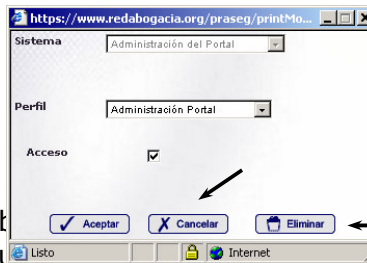 https://www.redabogacia.org/praseg/printMo...
Sistema
Administración del Portal
Perfil
Administración Portal
Acceso
Aceptar Cancelar Eliminar
Listo Internet